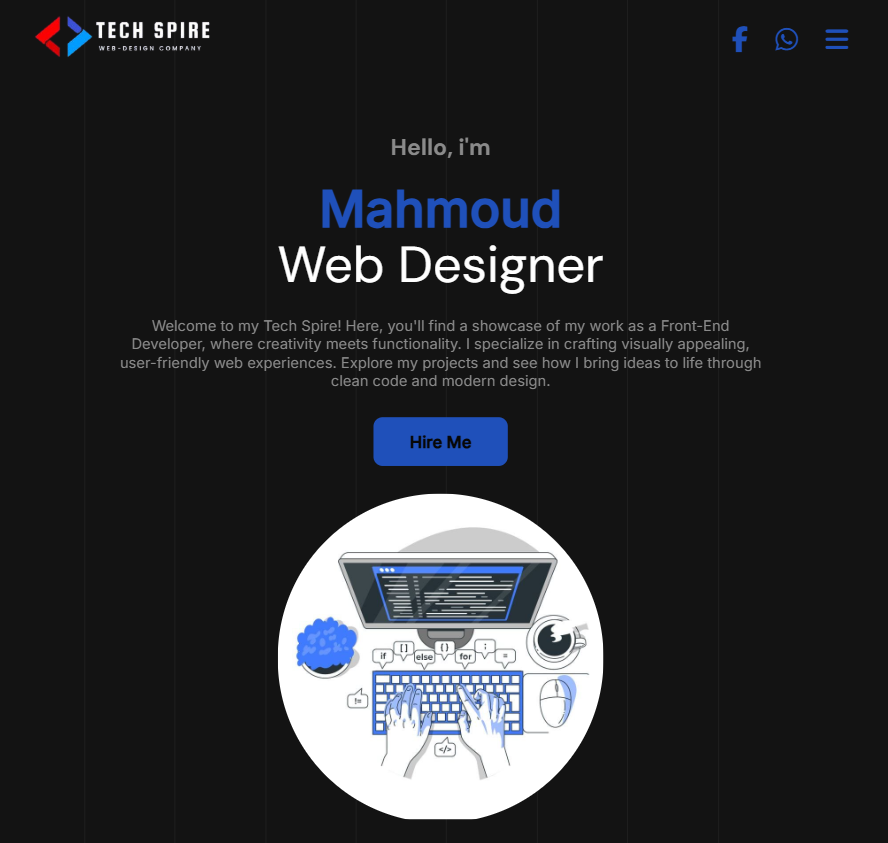 TECH SPIRE
WEB-DESIGN COMPANY
Hello, i'm
Mahmoud
Web Designer
Welcome to my Tech Spire! Here, you'll find a showcase of my work as a Front-End
Developer, where creativity meets functionality. I specialize in crafting visually appealing,
user-friendly web experiences. Explore my projects and see how I bring ideas to life through
clean code and modern design.
Hire Me
[] {} ;
if else for =
!=
</>